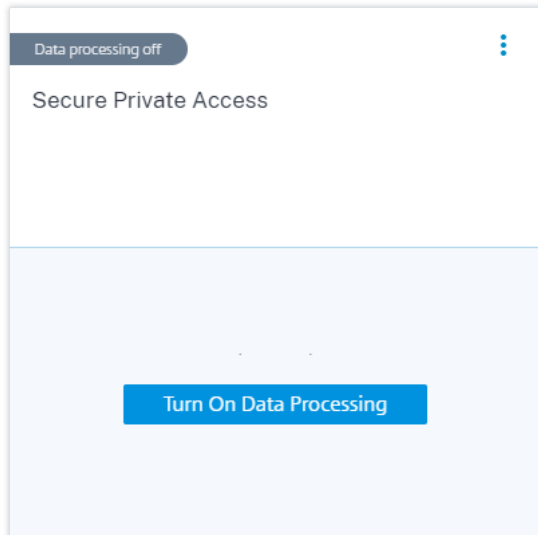 Data processing off
Secure Private Access
Turn On Data Processing